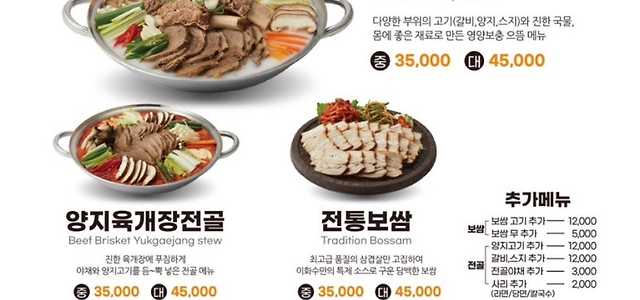 다양한 부위의 고기(갈비,양지,스지)와 진한 국물,
몸에 좋은 재료로 만든 영양보충 으뜸 메뉴
중 35,000 대 45,000
양지육개장전골
Beef Brisket Yukgaejang stew
진한 육개장에 푸짐하게
야채와 양지고기를 듬~뿍 넣은 전골 메뉴
중 35,000 대 45,000
전통보쌈
Tradition Bossam
최고급 품질의 삼겹살만 고집하여
이화수만의 특제 소스로 구운 담백한 보쌈
중 35,000 대 45,000
추가메뉴
보쌈
보쌈 고기 추가 12,000
보쌈 무 추가 5,000
전골
양지고기 추가 12,000
갈비.스지 추가 12,000
전골야채 추가 3,000
사리 추가 2,000
(라면/당면/칼국수)